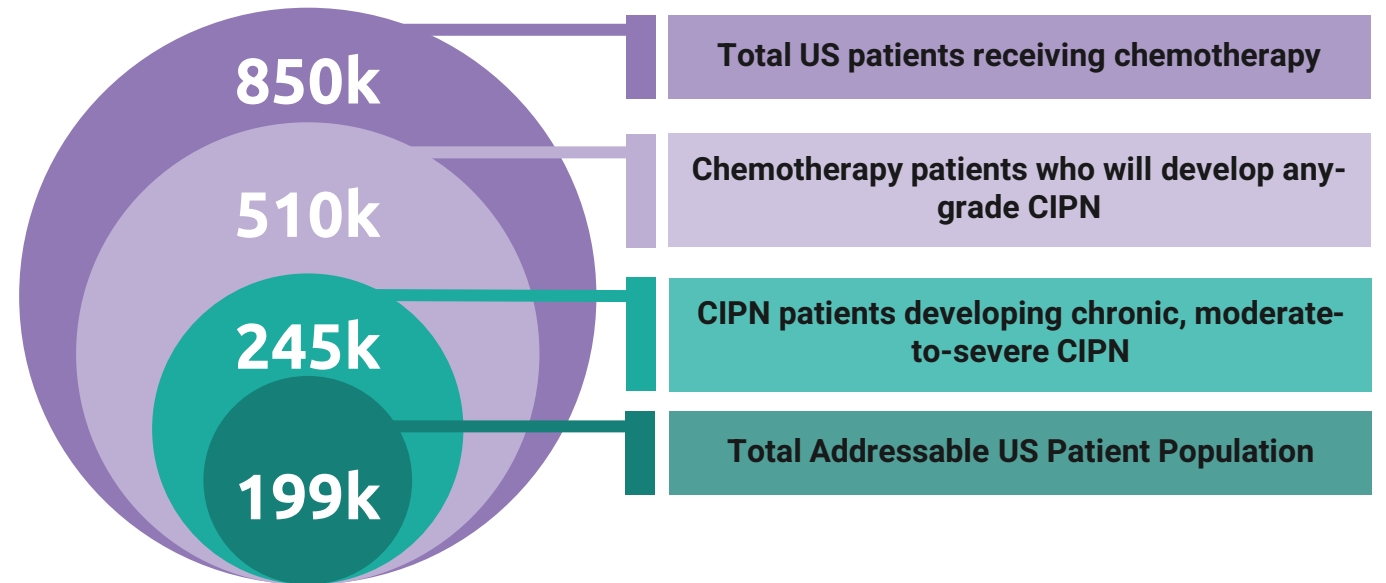 850k
Total US patients receiving chemotherapy
510k
Chemotherapy patients who will develop any-
grade CIPN
245k
CIPN patients developing chronic, moderate-
to-severe CIPN
199k
Total Addressable US Patient Population